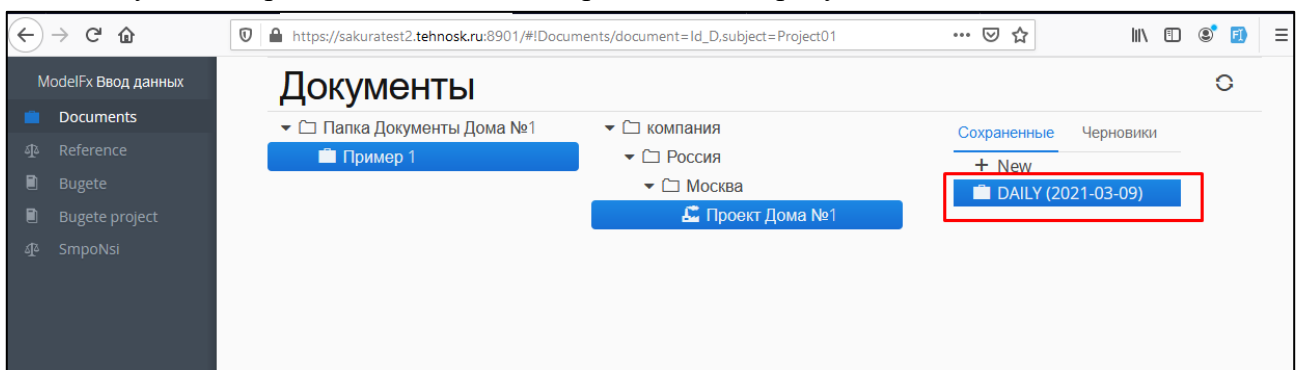 https://sakuratest2.tehnosk.ru:8901/#!Documents/document=Id_D,subject=Project01
ModelFx Ввод данных
Documents
Reference
Bugete
Bugete project
SmpoNsi
Документы
Папка Документы Дома №1
Пример 1
компания
Россия
Москва
Проект Дома №1
Сохраненные Черновики
+ New
DAILY (2021-03-09)